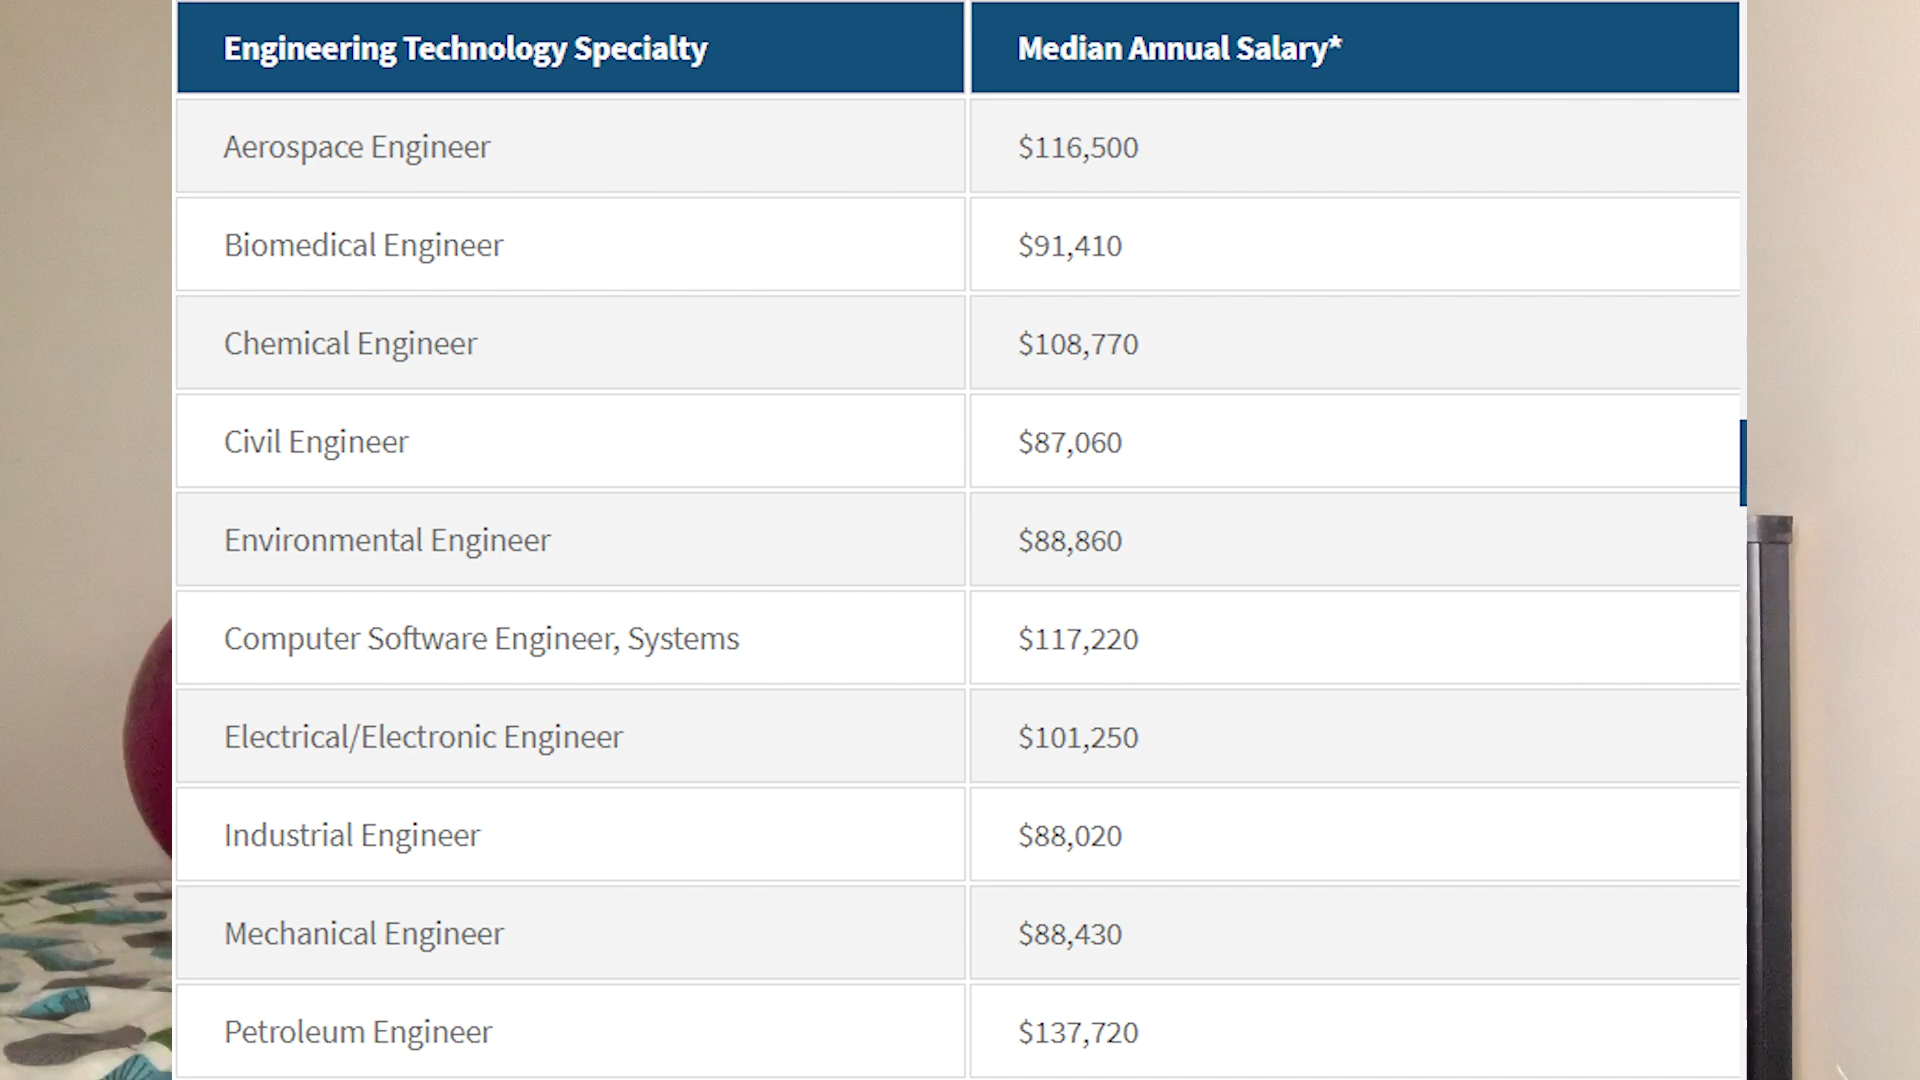 Engineering Technology Specialty Median Annual Salary*
Aerospace Engineer $116,500
Biomedical Engineer $91,410
Chemical Engineer $108,770
Civil Engineer $87,060
Environmental Engineer $88,860
Computer Software Engineer, Systems $117,220
Electrical/Electronic Engineer $101,250
Industrial Engineer $88,020
Mechanical Engineer $88,430
Petroleum Engineer $137,720